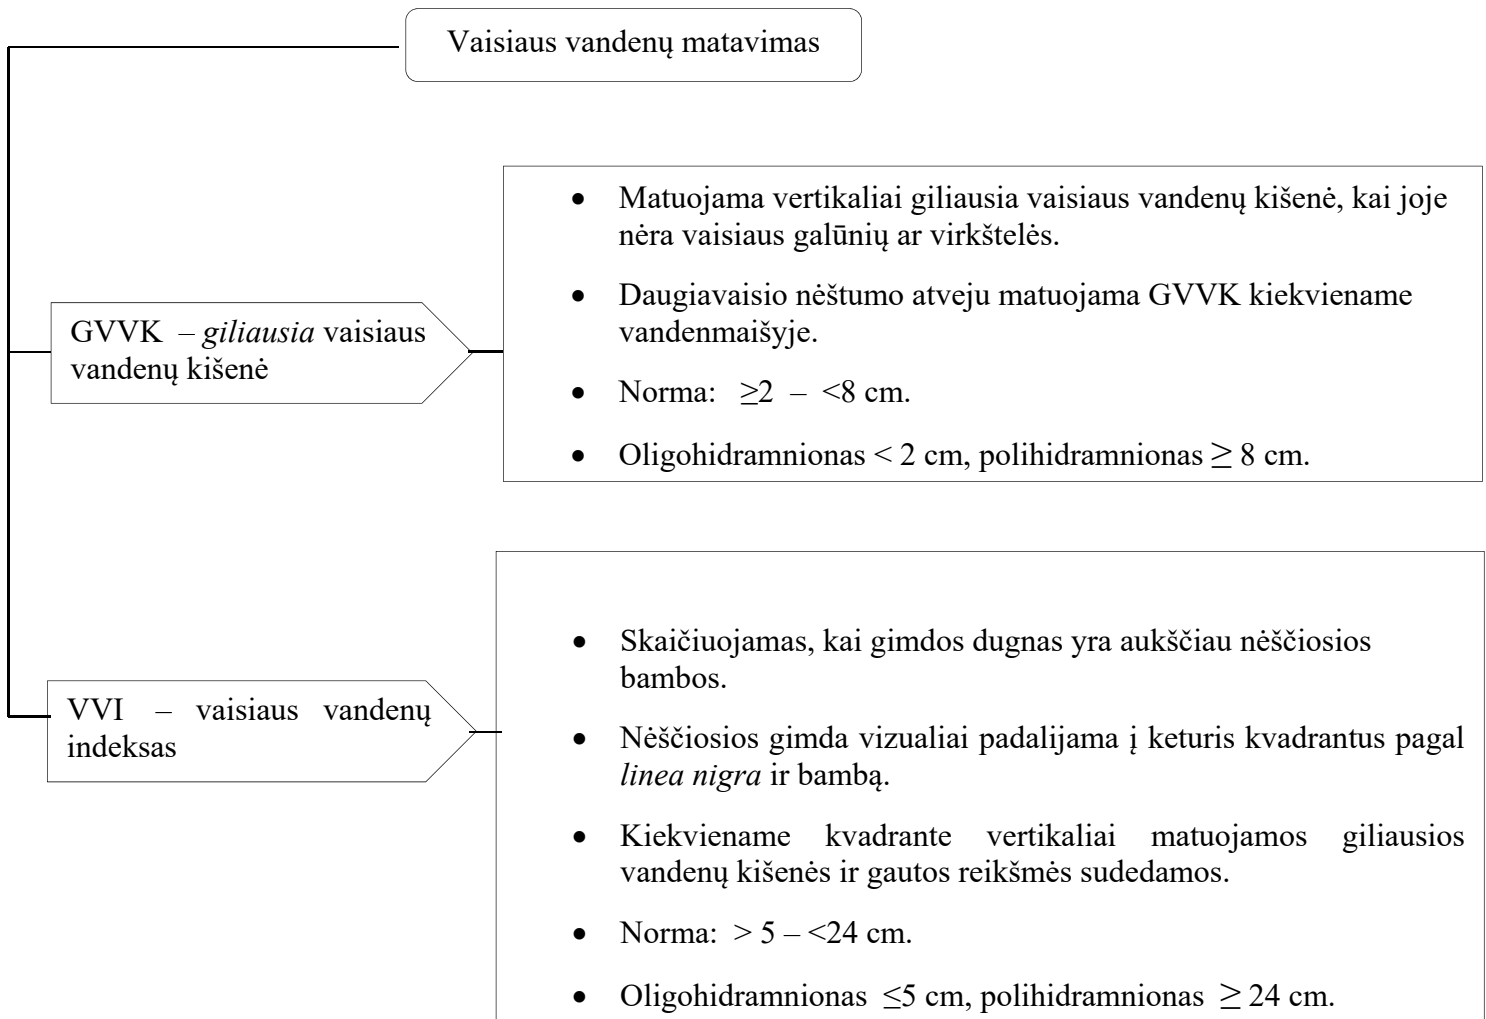 Vaisiaus vandenų matavimas
• Matuojama vertikaliai giliausia vaisiaus vandenų kišenė, kai joje
nėra vaisiaus galūnių ar virkštelės.
• Daugiavaisio nėštumo atveju matuojama GVVK kiekviename
vandenmaišyje.
• Norma: ≥2 – <8 cm.
• Oligohidramnionas < 2 cm, polihidramnionas ≥ 8 cm.
GVVK – giliausia vaisiaus
vandenų kišenė
• Skaičiuojamas, kai gimdos dugnas yra aukščiau nėščiosios
bambos.
• Nėščiosios gimda vizualiai padalijama į keturis kvadrantus pagal
linea nigra ir bambą.
• Kiekviename kvadrante vertikaliai matuojamos giliausios
vandenų kišenės ir gautos reikšmės sudedamos.
• Norma: > 5 – <24 cm.
• Oligohidramnionas ≤5 cm, polihidramnionas ≥ 24 cm.
VVI – vaisiaus vandenų
indeksas